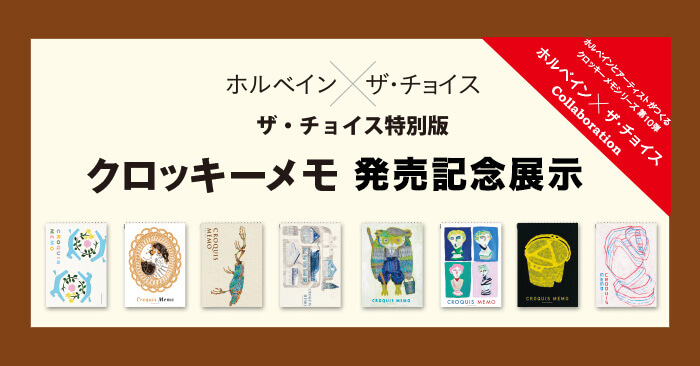 ホルベイン×ザ・チョイス
ザ・チョイス特別版
クロッキーメモ 発売記念展示
ホルベインとアーティストがつくる
クロッキーメモシリーズ 第10弾
ホルベイン×ザ・チョイス
Collaboration
CROQUIS
MEMO
Croquis Memo
CROQUIS
MEMO
CROQUIS MEMO
CROQUIS MEMO
CROQUIS MEMO
CROQUIS
MEMO